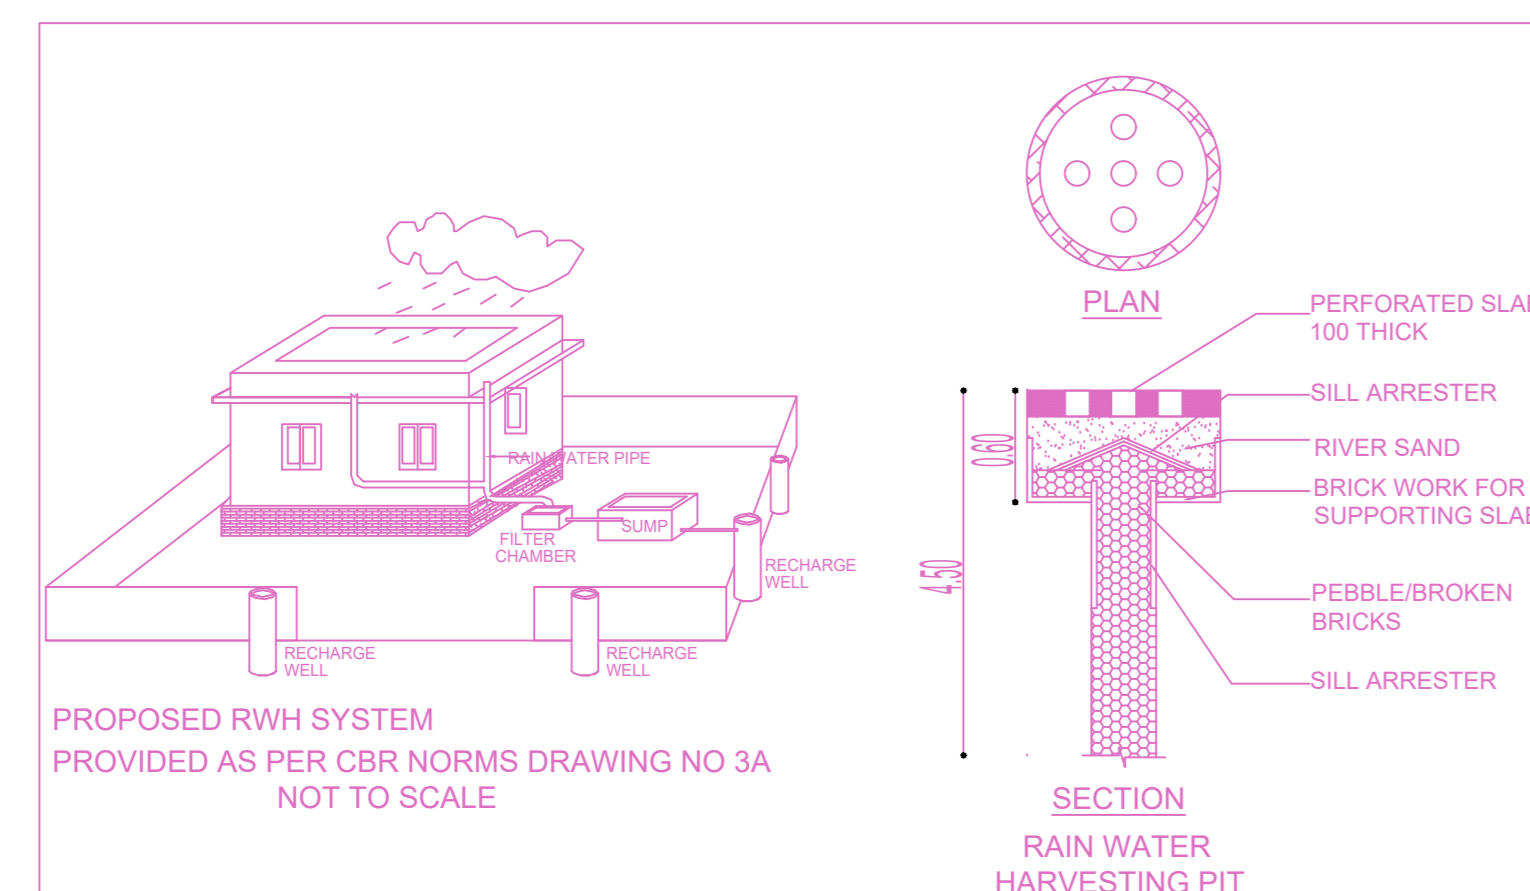 RAIN WATER PIPE
SUMP
FILTER
CHAMBER
RECHARGE
WELL
RECHARGE
WELL
RECHARGE
WELL
PROPOSED RWH SYSTEM
PROVIDED AS PER CBR NORMS DRAWING NO 3A
NOT TO SCALE
PLAN
PERFORATED SLAB
100 THICK
SILL ARRESTER
RIVER SAND
BRICK WORK FOR
SUPPORTING SLAB
PEBBLE/BROKEN
BRICKS
SILL ARRESTER
0.60
4.50
SECTION
RAIN WATER
HARVESTING PIT